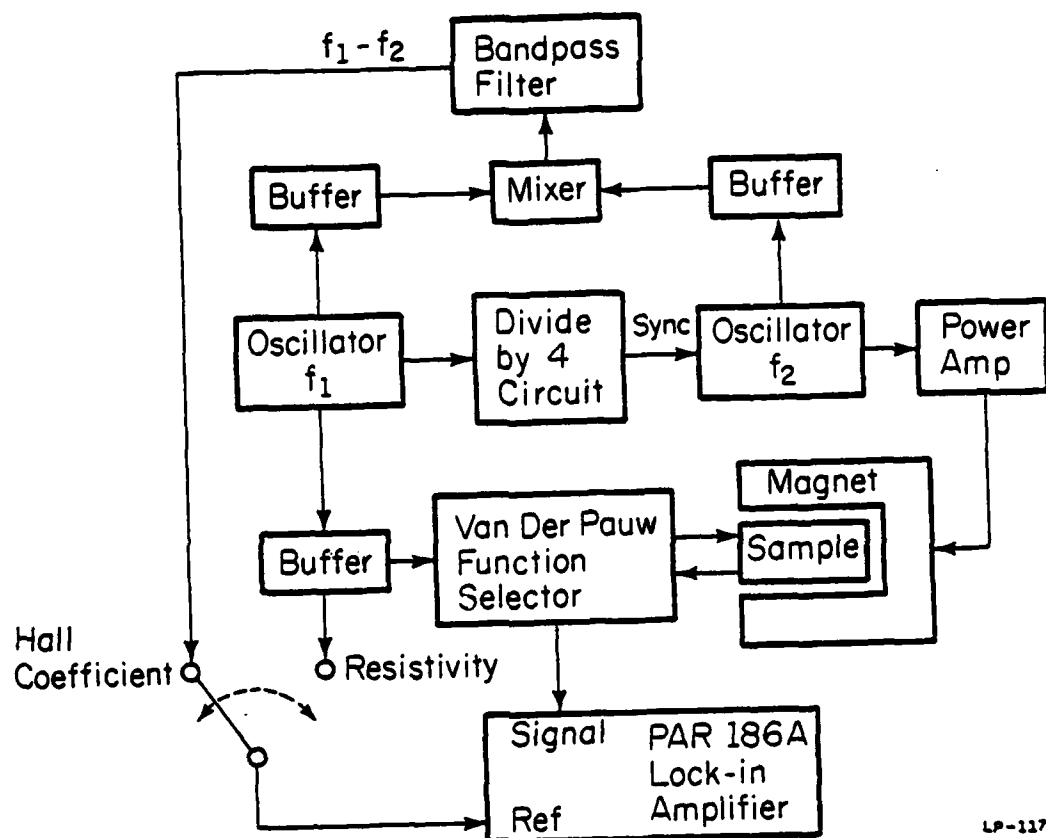 f1 - f2
Bandpass
Filter
Buffer
Mixer
Buffer
Oscillator
f1
Divide
by 4
Circuit
Sync
Oscillator
f2
Power
Amp
Magnet
Sample
Van Der Pauw
Function
Selector
Buffer
Hall
Coefficient
Resistivity
Signal
Ref
PAR 186A
Lock-in
Amplifier
LP-117